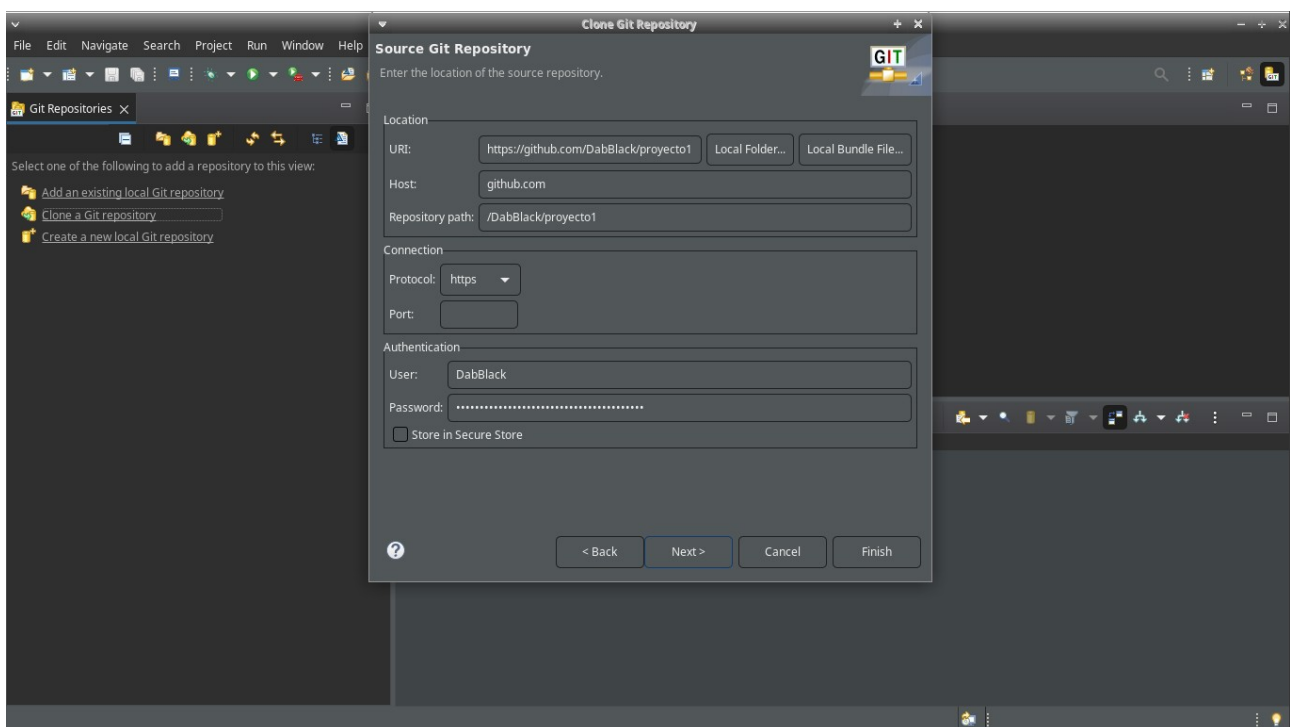 Clone Git Repository
File Edit Navigate Search Project Run Window Help
Source Git Repository
Enter the location of the source repository.
GIT
Git Repositories
Select one of the following to add a repository to this view:
Add an existing local Git repository
Clone a Git repository
Create a new local Git repository
Location
URI: https://github.com/DabBlack/proyecto1 Local Folder... Local Bundle File...
Host: github.com
Repository path: /DabBlack/proyecto1
Connection
Protocol: https
Port:
Authentication
User: DabBlack
Password: ••••••••••••••••••••••••••••••••••••••••
Store in Secure Store
< Back Next > Cancel Finish